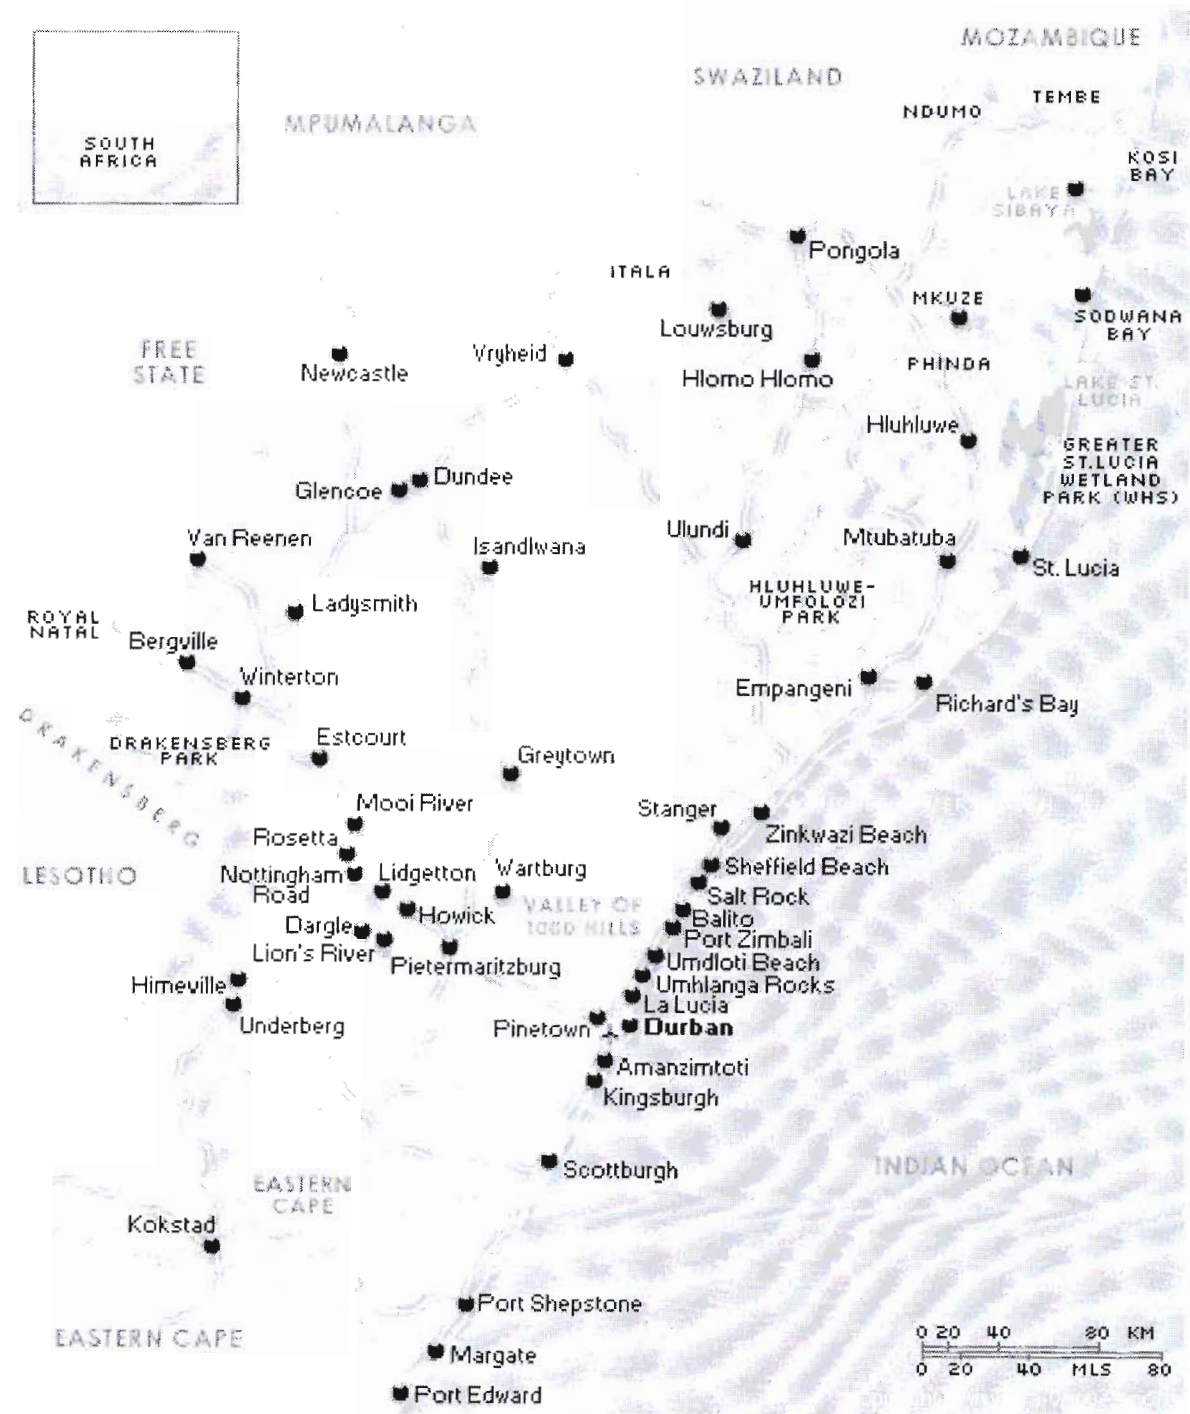 MOZAMBIQUE
SWAZILAND
TEMBE
NDUMO
MPUMALANGA
SOUTH
AFRICA
KOSI
BAY
LAKE
SIBAYA
Pongola
ITALA
MKUZE
SODWANA
BAY
Louwsburg
FREE
STATE
Newcastle
Vryheid
Hlomo Hlomo
PHINDA
LAKE ST.
LUCIA
Hluhluwe
GREATER
ST.LUCIA
WETLAND
PARK (WHS)
Dundee
Glencoe
Van Reenen
Isandlwana
Ulundi
Mtubatuba
St. Lucia
HLUHLUWE-
UMFOLOZI
PARK
Ladysmith
ROYAL
NATAL
Bergville
Winterton
Empangeni
Richard's Bay
DRAKENSBERG
DRAKENSBERG
PARK
Estcourt
Greytown
Mooi River
Stanger
Zinkwazi Beach
Rosetta
LESOTHO
Nottingham
Road
Lidgetton
Wartburg
Sheffield Beach
Salt Rock
VALLEY OF
1000 HILLS
Howick
Balito
Dargle
Port Zimbali
Lion's River
Pietermaritzburg
Umdloti Beach
Himeville
Umhlanga Rocks
La Lucia
Underberg
Pinetown
Durban
Amanzimtoti
Kingsburgh
Scottburgh
INDIAN OCEAN
EASTERN
CAPE
Kokstad
Port Shepstone
EASTERN CAPE
Margate
Port Edward
0 20 40 80 KM
0 20 40 MLS 80